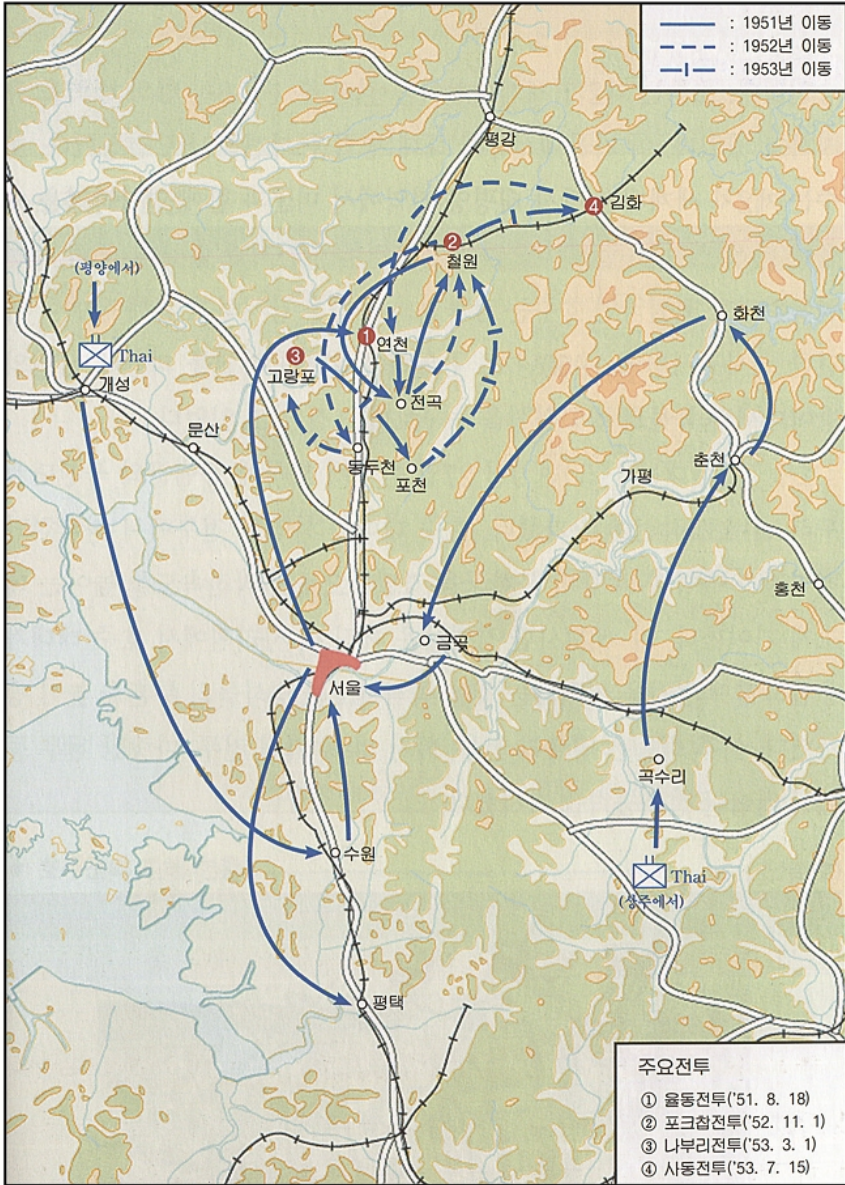 : 1951년 이동
: 1952년 이동
: 1953년 이동
평강
④ 김화
②
철원
(평양에서)
Thai
개성
화천
① 연천
③
고랑포
전곡
문산
동두천
포천
춘천
가평
홍천
금곡
서울
곡수리
수원
Thai
(상주에서)
평택
주요전투
① 율동전투('51. 8. 18)
② 포크찹전투('52. 11. 1)
③ 나부리전투('53. 3. 1)
④ 사동전투('53. 7. 15)